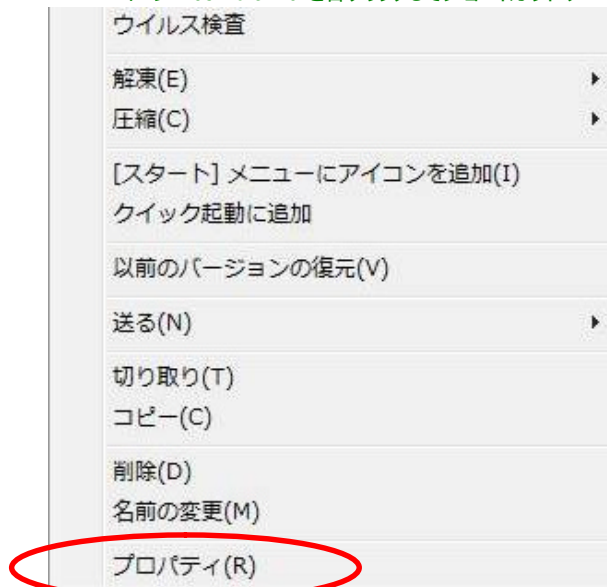 ウイルス検査
解凍(E)
圧縮(C)
[スタート] メニューにアイコンを追加(I)
クイック起動に追加
以前のバージョンの復元(V)
送る(N)
切り取り(T)
コピー(C)
削除(D)
名前の変更(M)
プロパティ(R)